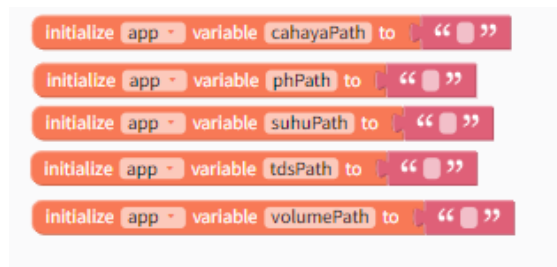 initialize app variable cahayaPath to “ ”
initialize app variable phPath to “ ”
initialize app variable suhuPath to “ ”
initialize app variable tdsPath to “ ”
initialize app variable volumePath to “ ”